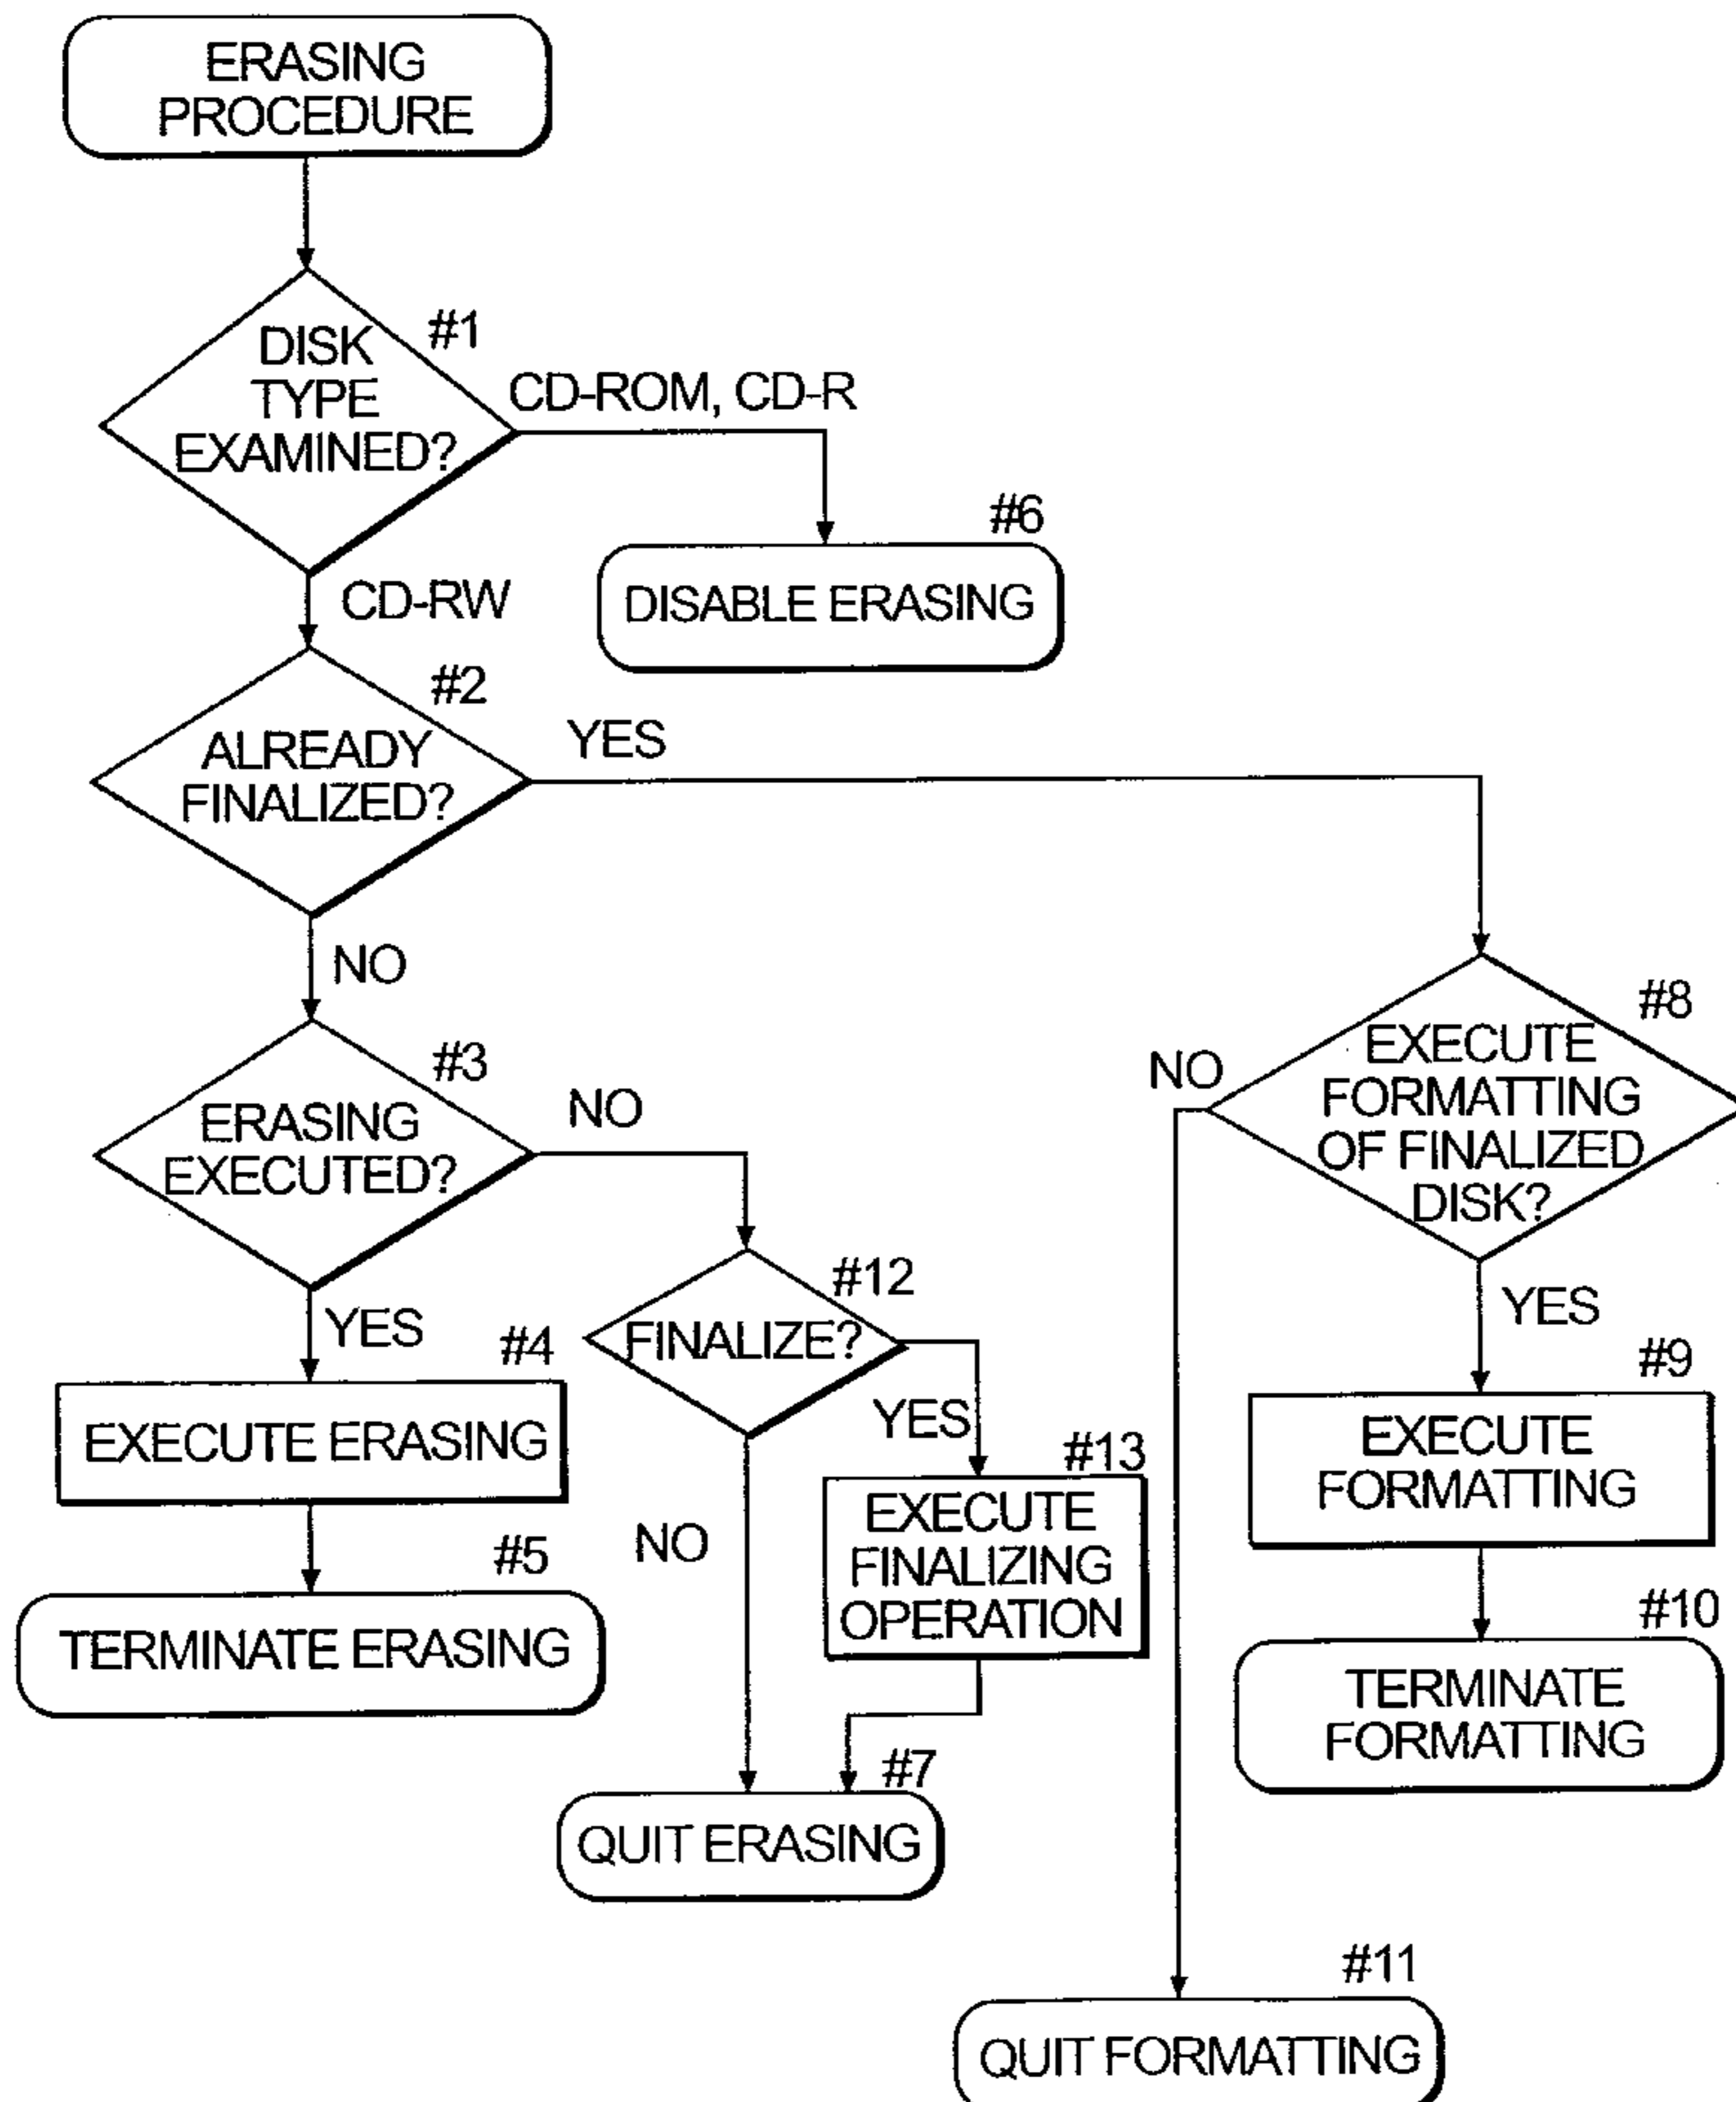 ERASING
PROCEDURE
#1
DISK
TYPE
EXAMINED?
CD-ROM, CD-R
#6
DISABLE ERASING
CD-RW
#2
ALREADY
FINALIZED?
YES
NO
#8
EXECUTE
FORMATTING
OF FINALIZED
DISK?
NO
#3
ERASING
EXECUTED?
NO
YES
#12
FINALIZE?
YES
#4
EXECUTE ERASING
YES
#9
EXECUTE
FORMATTING
#13
EXECUTE
FINALIZING
OPERATION
NO
#5
TERMINATE ERASING
#10
TERMINATE
FORMATTING
#7
QUIT ERASING
#11
QUIT FORMATTING